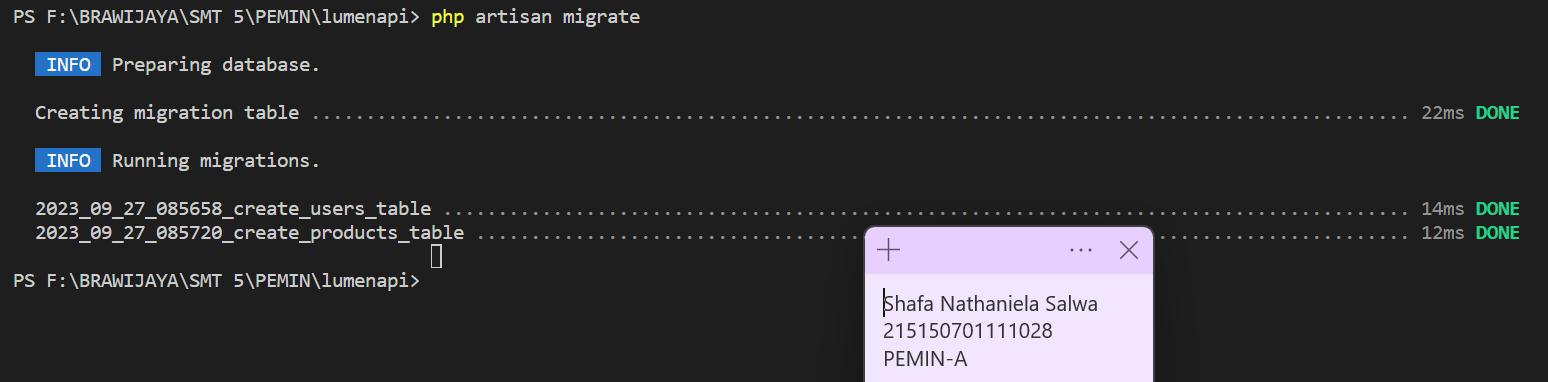 PS F:\BRAWIJAYA\SMT 5\PEMIN\lumenapi> php artisan migrate
INFO Preparing database.
Creating migration table .................................................................................................... 22ms DONE
INFO Running migrations.
2023_09_27_085658_create_users_table ........................................................................................ 14ms DONE
2023_09_27_085720_create_products_table ..................................................................................... 12ms DONE
PS F:\BRAWIJAYA\SMT 5\PEMIN\lumenapi>
Shafa Nathaniela Salwa
215150701111028
PEMIN-A